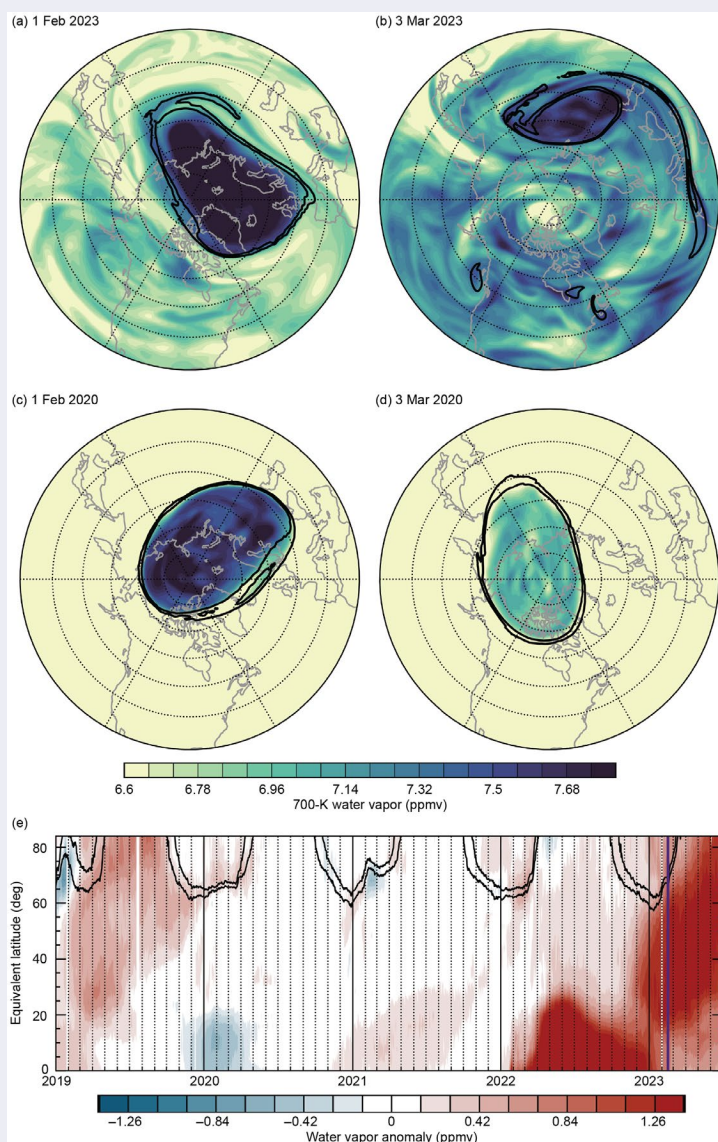 (a) 1 Feb 2023
(b) 3 Mar 2023
(c) 1 Feb 2020
(d) 3 Mar 2020
6.6 6.78 6.96 7.14 7.32 7.5 7.68
700-K water vapor (ppmv)
(e)
80
60
40
20
0
Equivalent latitude (deg)
2019 2020 2021 2022 2023
−1.26 −0.84 −0.42 0 0.42 0.84 1.26
Water vapor anomaly (ppmv)